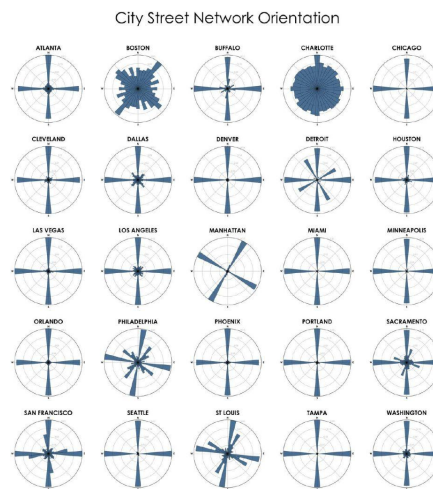 City Street Network Orientation
ATLANTA BOSTON BUFFALO CHARLOTTE CHICAGO
CLEVELAND DALLAS DENVER DETROIT HOUSTON
LAS VEGAS LOS ANGELES MANHATTAN MIAMI MINNEAPOLIS
ORLANDO PHILADELPHIA PHOENIX PORTLAND SACRAMENTO
SAN FRANCISCO SEATTLE ST LOUIS TAMPA WASHINGTON